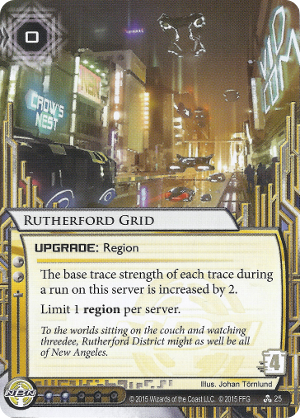 0
CROW'S
NEST
RUTHERFORD GRID
UPGRADE: Region
The base trace strength of each trace during
a run on this server is increased by 2.
Limit 1 region per server.
To the worlds sitting on the couch and watching
threedee, Rutherford District might as well be all
of New Angeles.
4
Illus. Johan Törnlund
NBN
© 2015 Wizards of the Coast LLC. © 2015 FFG
25